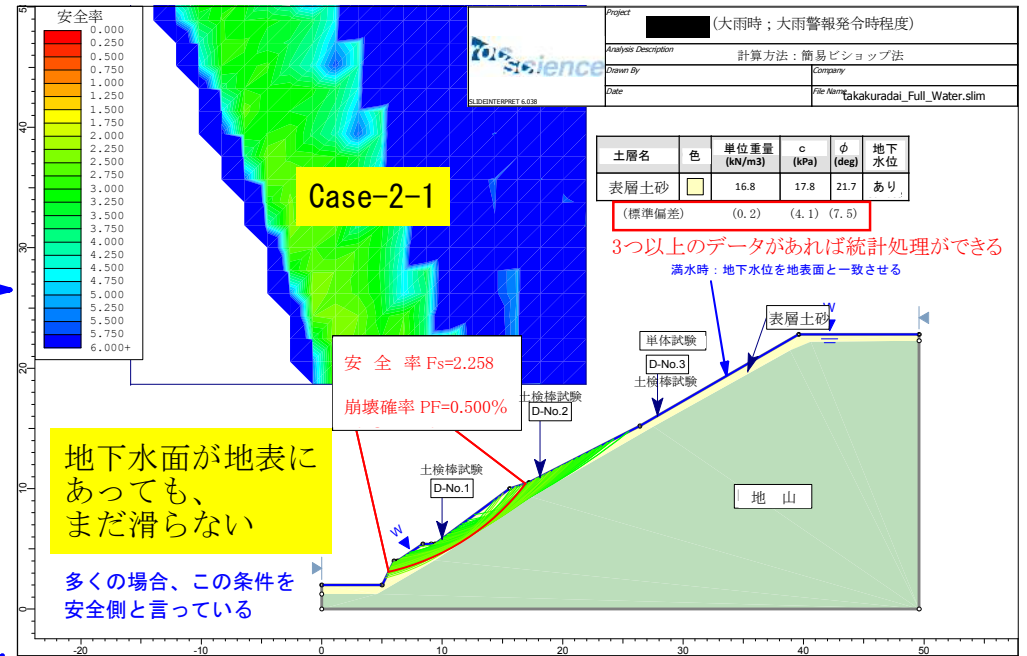 安全率
0.000
0.250
0.500
0.750
1.000
1.250
1.500
1.750
2.000
2.250
2.500
2.750
3.000
3.250
3.500
3.750
4.000
4.250
4.500
4.750
5.000
5.250
5.500
5.750
6.000+
science
SLIDEINTERPRET 6.038
Project
(大雨時；大雨警報発令時程度)
Analysis Description
計算方法：簡易ビショップ法
Drawn By
Company
Date
File Name
takakuradai_Full_Water.slim
土層名 色 単位重量 (kN/m3) c (kPa) φ (deg) 地下水位
表層土砂 16.8 17.8 21.7 あり
(標準偏差) (0.2) (4.1) (7.5)
3つ以上のデータがあれば統計処理ができる
満水時：地下水位を地表面と一致させる
Case-2-1
W
表層土砂
単体試験
D-No.3
土検棒試験
安 全 率 Fs=2.258
崩壊確率 PF=0.500%
土検棒試験
D-No.2
土検棒試験
D-No.1
W
地 山
地下水面が地表に
あっても、
まだ滑らない
多くの場合、この条件を
安全側と言っている
40
30
20
10
0
-20 -10 0 10 20 30 40 50